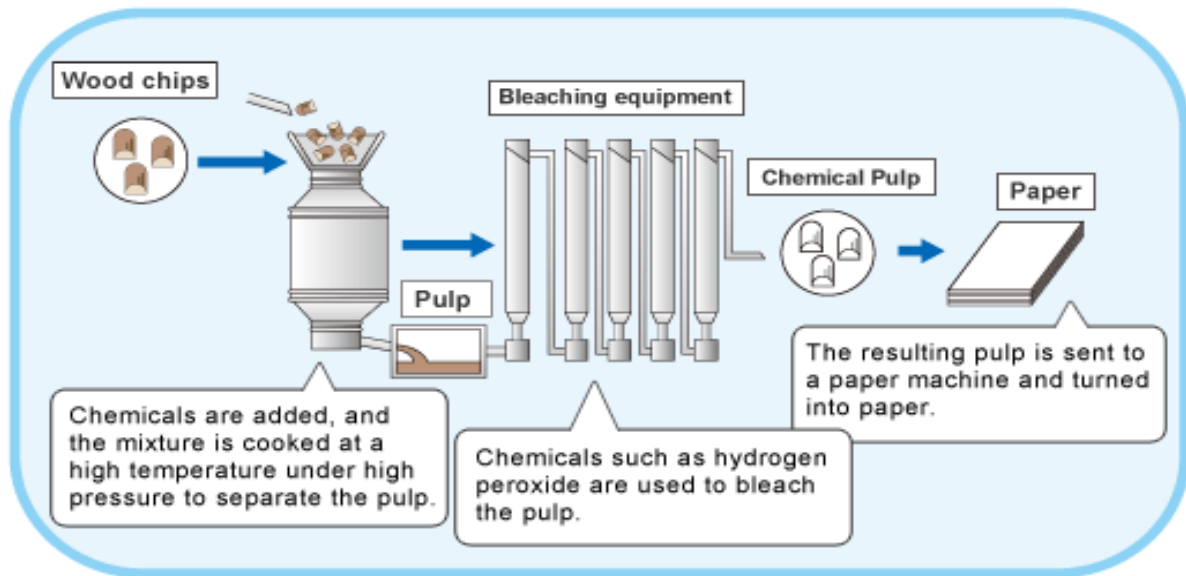 Wood chips
Bleaching equipment
Chemical Pulp
Paper
Pulp
Chemicals are added, and
the mixture is cooked at a
high temperature under high
pressure to separate the pulp.
Chemicals such as hydrogen
peroxide are used to bleach
the pulp.
The resulting pulp is sent to
a paper machine and turned
into paper.